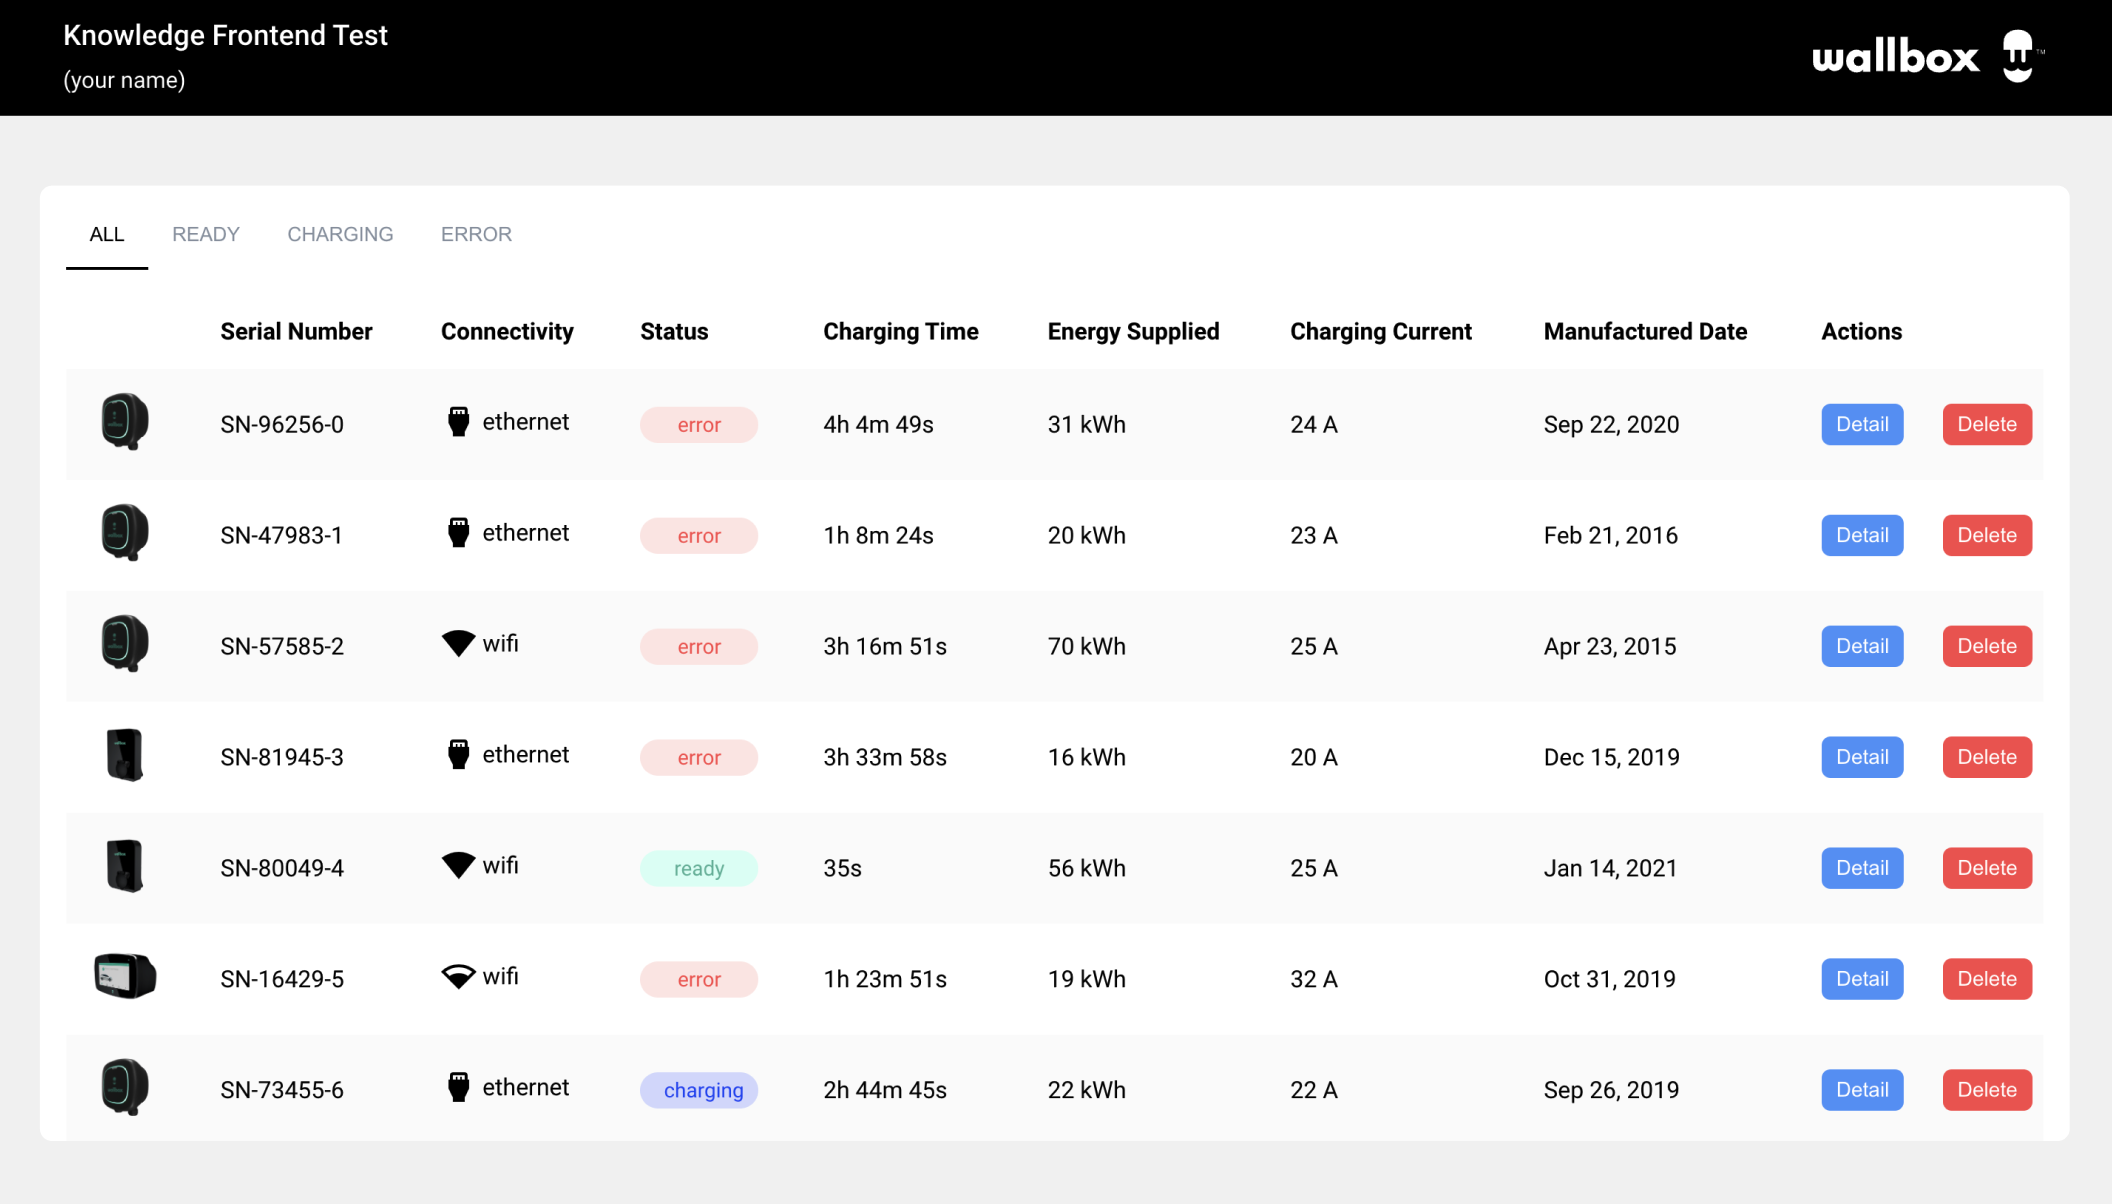 Knowledge Frontend Test
(your name)
wallbox ™
ALL READY CHARGING ERROR
Serial Number Connectivity Status Charging Time Energy Supplied Charging Current Manufactured Date Actions
SN-96256-0 ethernet error 4h 4m 49s 31 kWh 24 A Sep 22, 2020 Detail Delete
SN-47983-1 ethernet error 1h 8m 24s 20 kWh 23 A Feb 21, 2016 Detail Delete
SN-57585-2 wifi error 3h 16m 51s 70 kWh 25 A Apr 23, 2015 Detail Delete
SN-81945-3 ethernet error 3h 33m 58s 16 kWh 20 A Dec 15, 2019 Detail Delete
SN-80049-4 wifi ready 35s 56 kWh 25 A Jan 14, 2021 Detail Delete
SN-16429-5 wifi error 1h 23m 51s 19 kWh 32 A Oct 31, 2019 Detail Delete
SN-73455-6 ethernet charging 2h 44m 45s 22 kWh 22 A Sep 26, 2019 Detail Delete